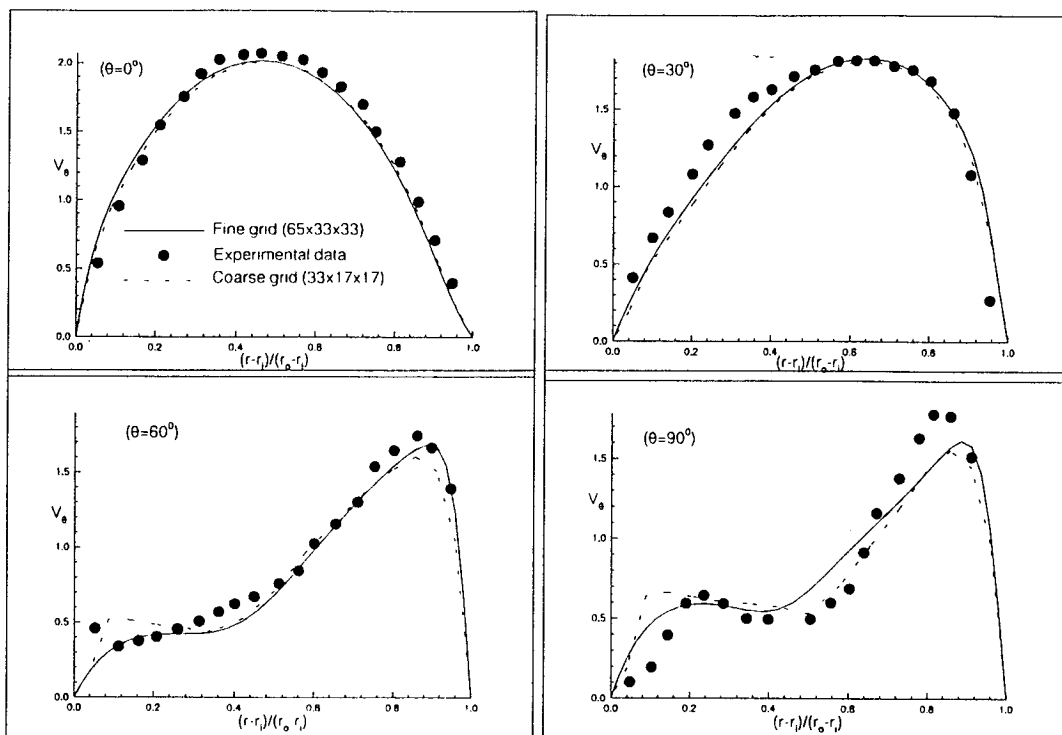 (θ=0°)
2.0
1.5
V_θ
1.0
0.5
0.0
Fine grid (65x33x33)
Experimental data
Coarse grid (33x17x17)
0.0 0.2 0.4 0.6 0.8 1.0
(r-r_i)/(r_o-r_i)
(θ=30°)
1.5
V_θ
1.0
0.5
0.0
0.0 0.2 0.4 0.6 0.8 1.0
(r-r_i)/(r_o-r_i)
(θ=60°)
1.5
V_θ
1.0
0.5
0.0
0.0 0.2 0.4 0.6 0.8 1.0
(r-r_i)/(r_o r_i)
(θ=90°)
1.5
V_θ
1.0
0.5
0.0
0.0 0.2 0.4 0.6 0.8 1.0
(r-r_i)/(r_o-r_i)